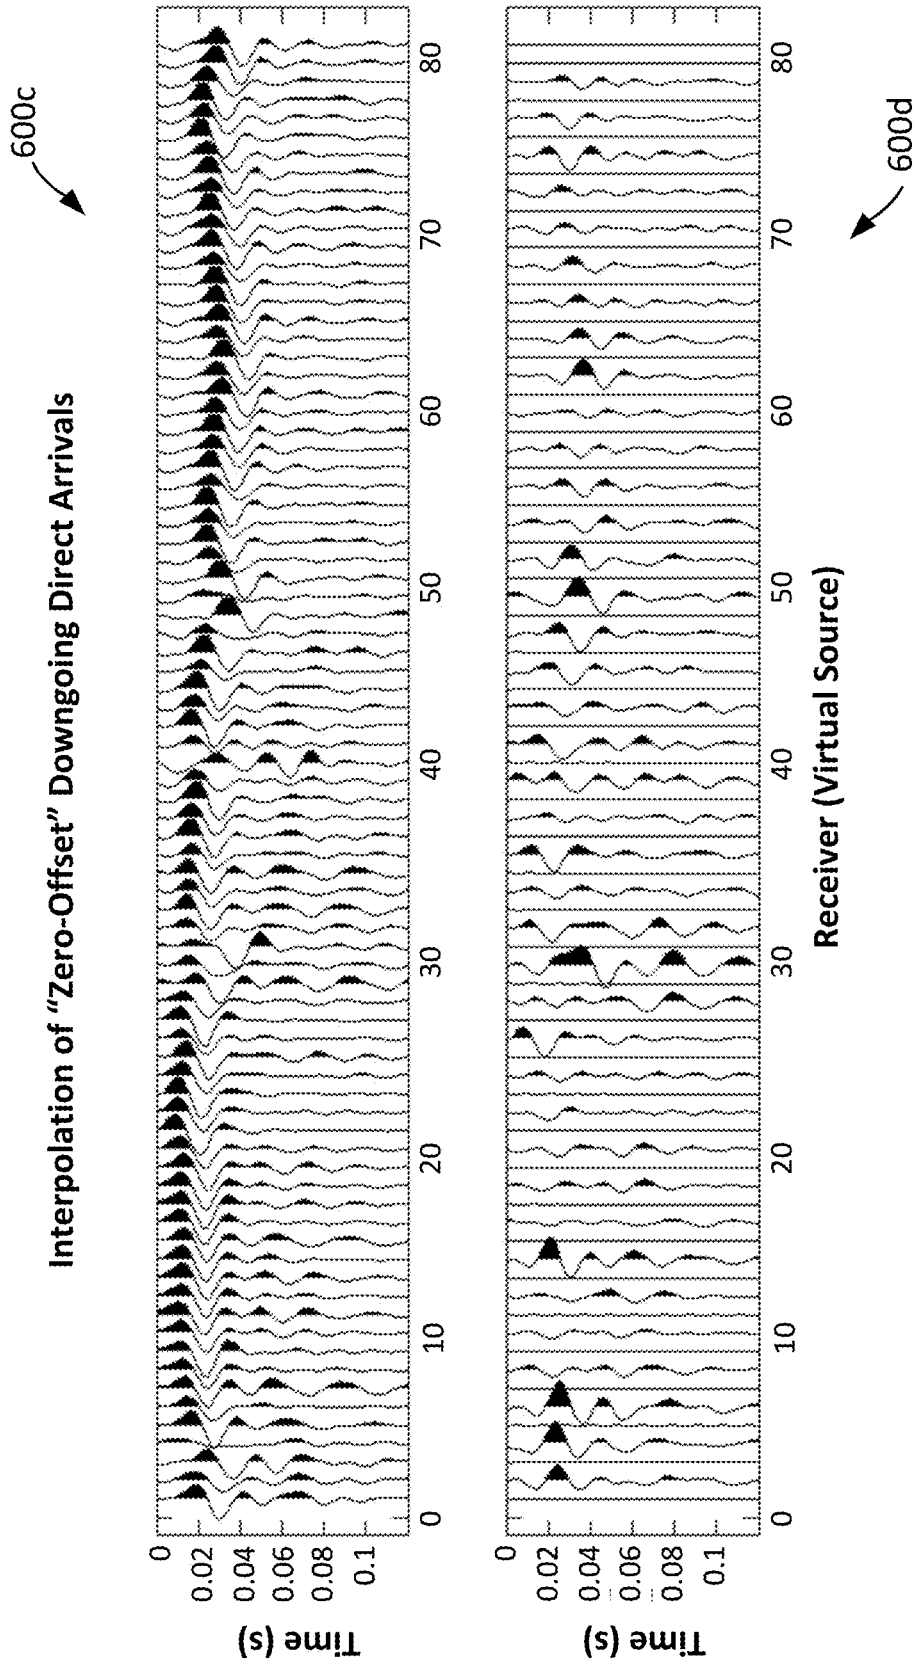 Interpolation of “Zero-Offset” Downgoing Direct Arrivals
600c
0
0.02
0.04
0.06
0.08
0.1
Time (s)
0 10 20 30 40 50 60 70 80
0
0.02
0.04
0.06
0.08
0.1
Time (s)
0 10 20 30 40 50 60 70 80
Receiver (Virtual Source)
600d